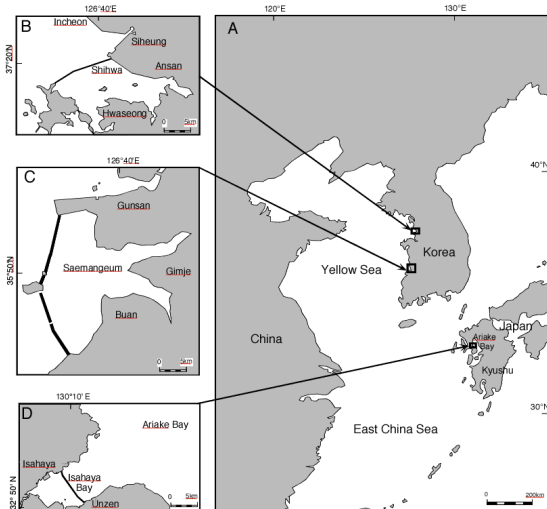 B
126°40'E
Incheon
Siheung
37°20'N
Shihwa
Ansan
Hwaseong
0 5km
C
126°40'E
Gunsan
35°50'N
Saemangeum
Gimje
Buan
0 5km
D
130°10' E
Ariake Bay
Isahaya
Isahaya
Bay
32° 50' N
Unzen
0 5km
A
120°E
130°E
40°N
Korea
Yellow Sea
China
Japan
Ariake
Bay
Kyushu
30°N
East China Sea
0 200km